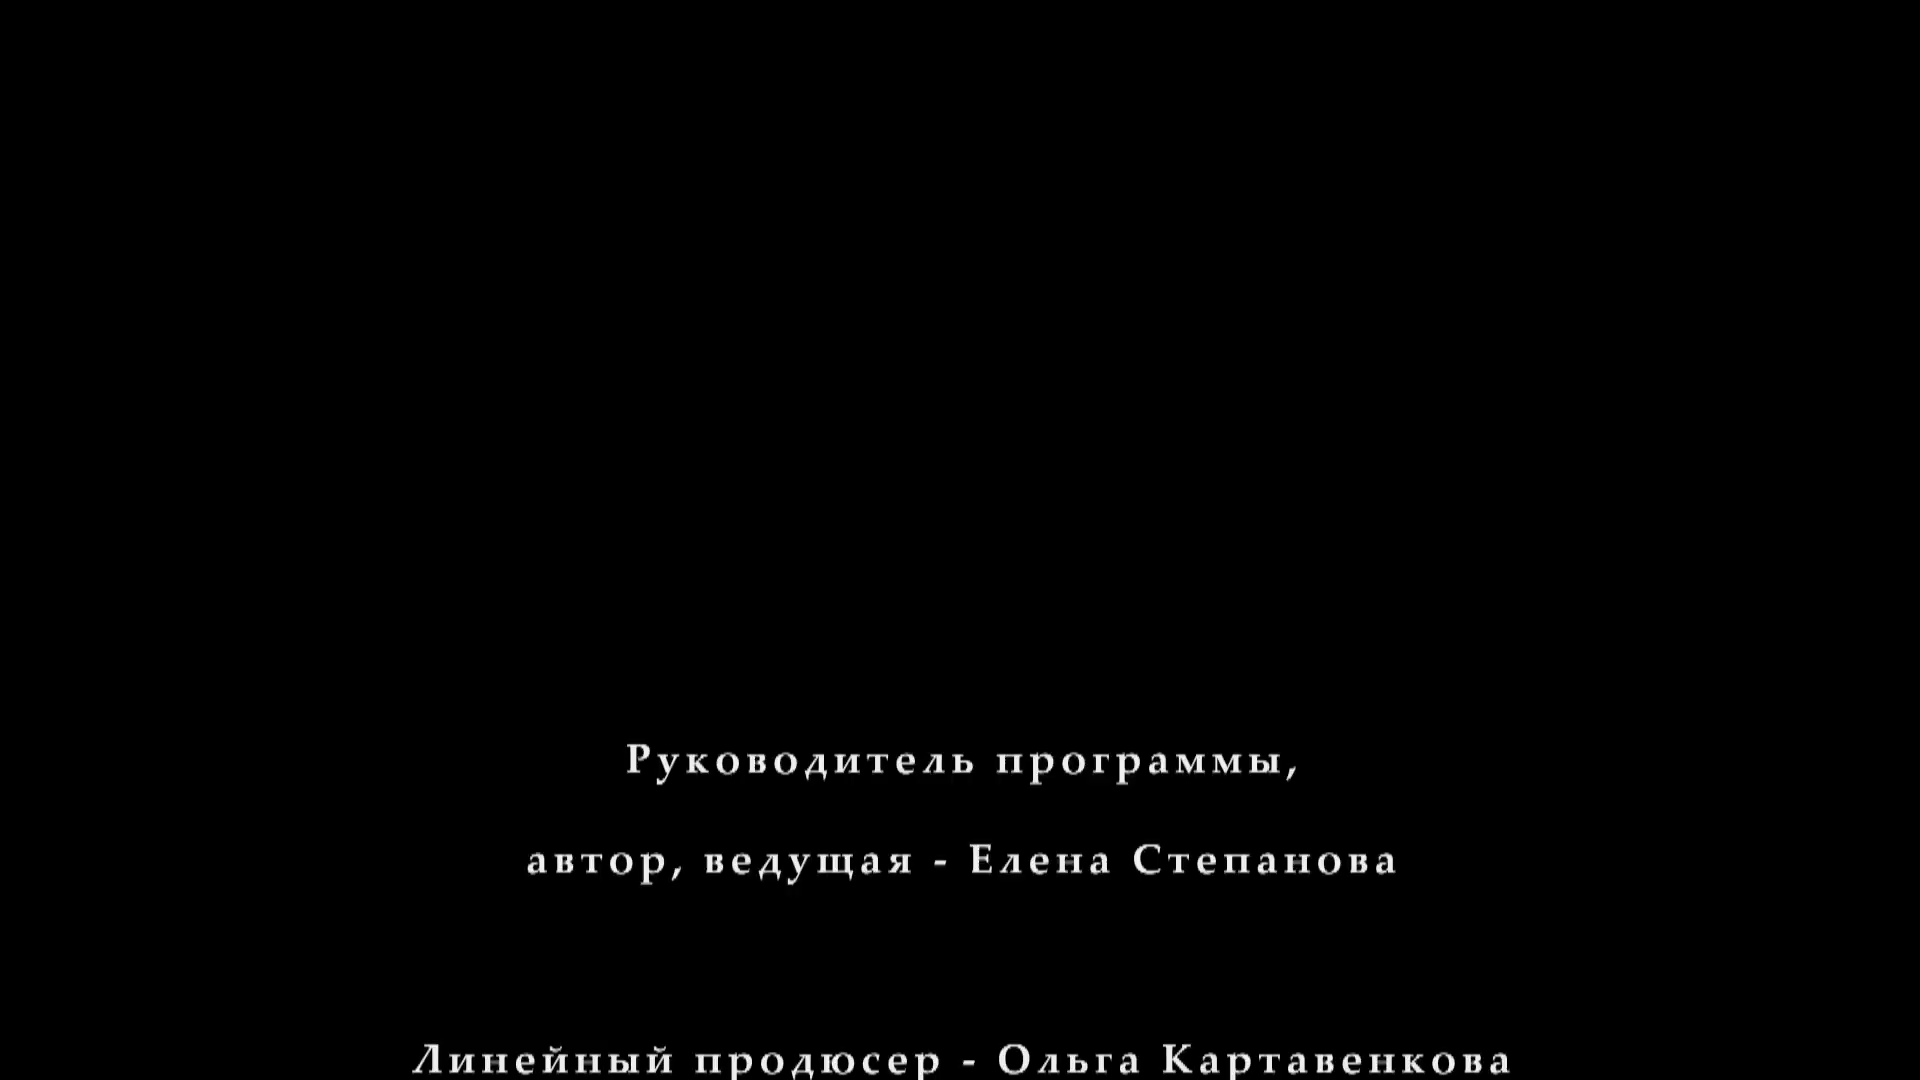 Руководитель программы,
автор, ведущая - Елена Степанова
Линейный продюсер - Ольга Картавенкова